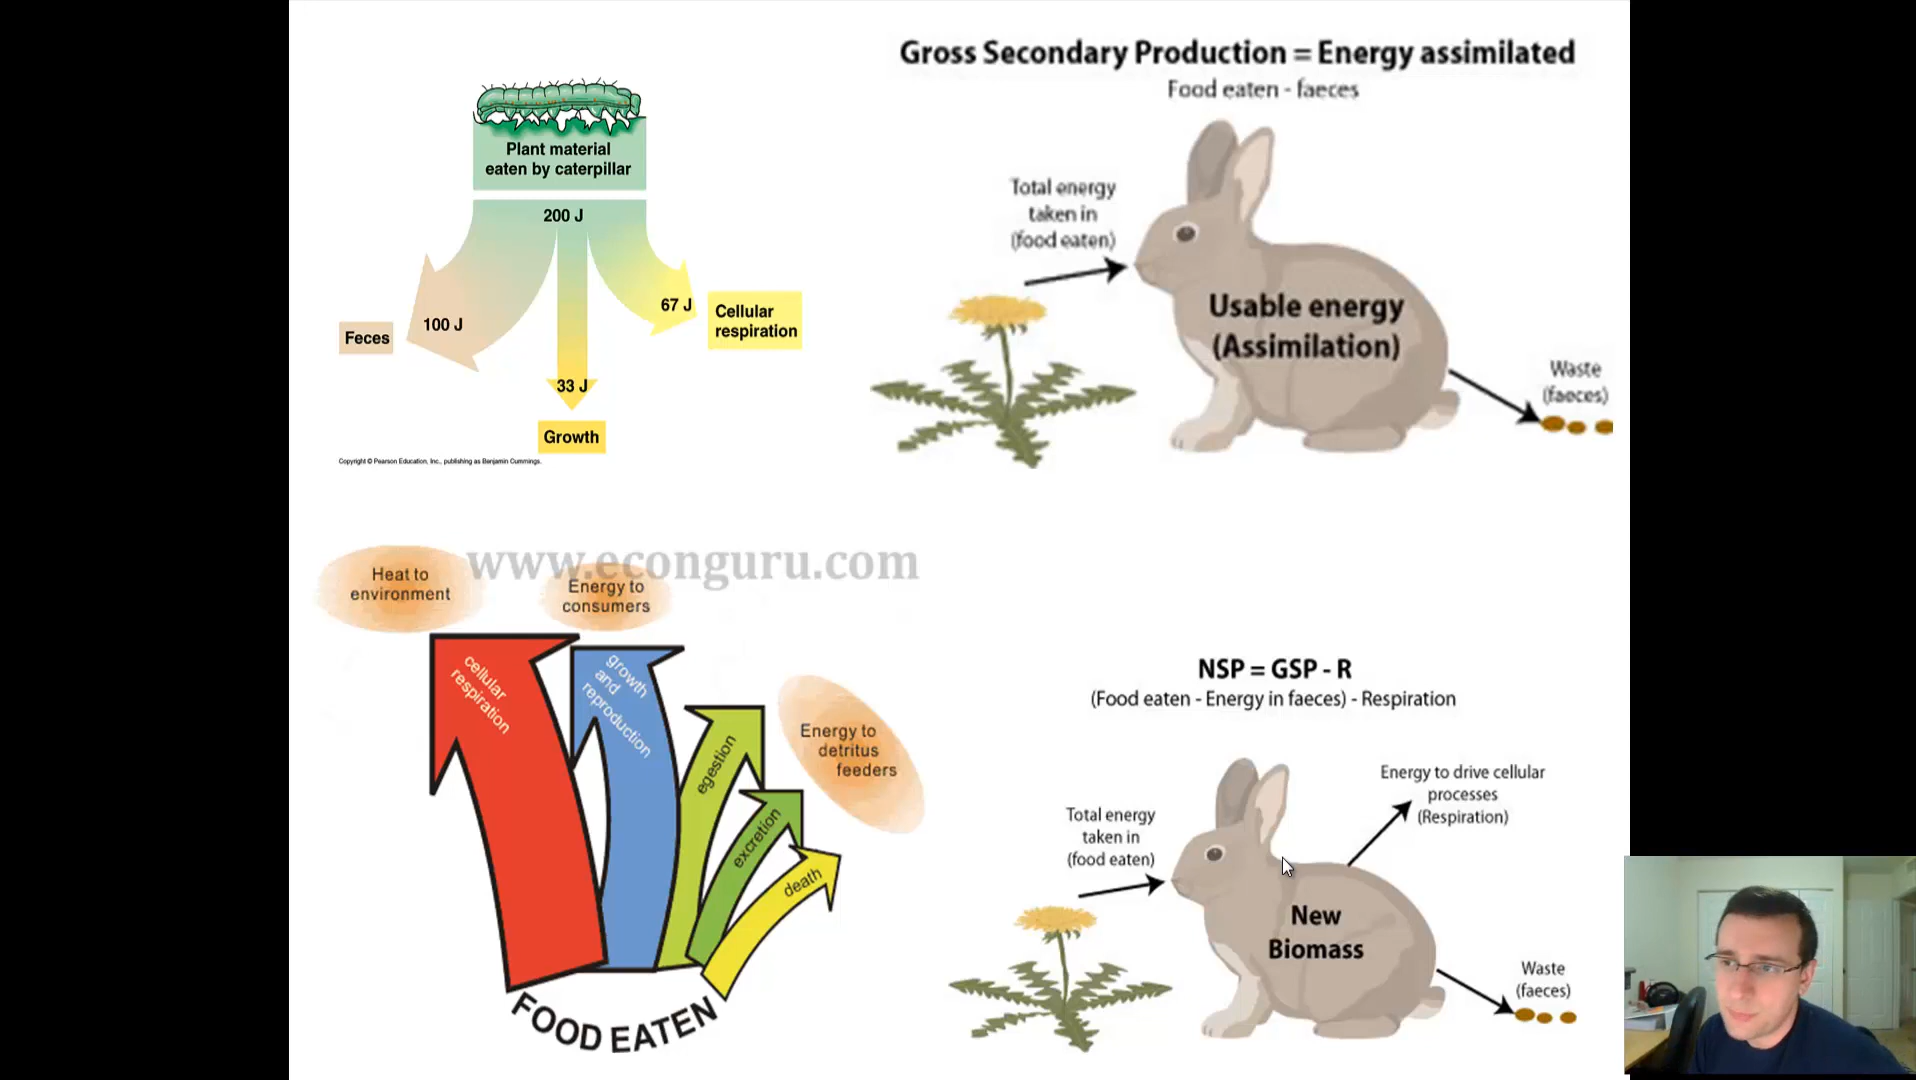 Plant material
eaten by caterpillar
200 J
100 J
67 J
33 J
Feces
Cellular
respiration
Growth
Copyright © Pearson Education, Inc., publishing as Benjamin Cummings.
Gross Secondary Production = Energy assimilated
Food eaten - faeces
Total energy
taken in
(food eaten)
Usable energy
(Assimilation)
Waste
(faeces)
www.econguru.com
Heat to
environment
Energy to
consumers
Energy to
detritus
feeders
cellular
respiration
growth
and
reproduction
egestion
excretion
death
FOOD EATEN
NSP = GSP - R
(Food eaten - Energy in faeces) - Respiration
Total energy
taken in
(food eaten)
Energy to drive cellular
processes
(Respiration)
New
Biomass
Waste
(faeces)